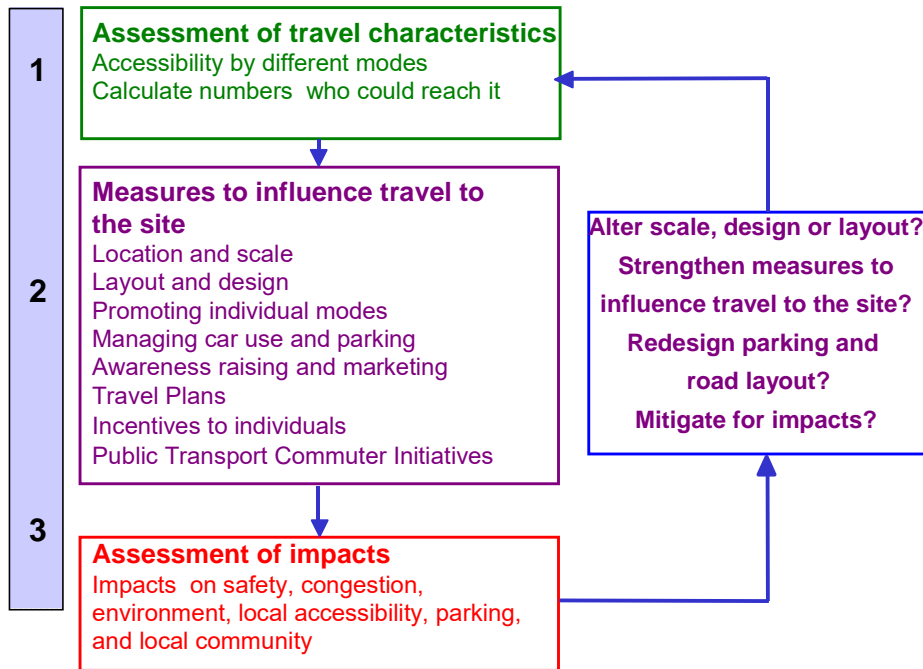 1
Assessment of travel characteristics
Accessibility by different modes
Calculate numbers who could reach it
2
Measures to influence travel to
the site
Location and scale
Layout and design
Promoting individual modes
Managing car use and parking
Awareness raising and marketing
Travel Plans
Incentives to individuals
Public Transport Commuter Initiatives
3
Assessment of impacts
Impacts on safety, congestion,
environment, local accessibility, parking,
and local community
Alter scale, design or layout?
Strengthen measures to
influence travel to the site?
Redesign parking and
road layout?
Mitigate for impacts?